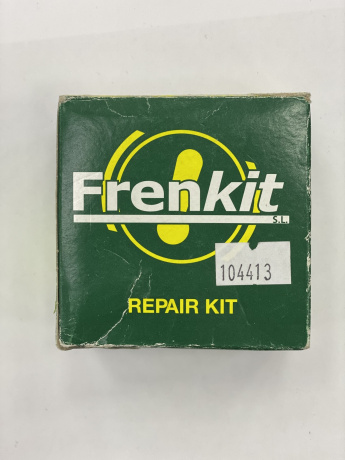 Frenkit
S.L.
104413
REPAIR KIT